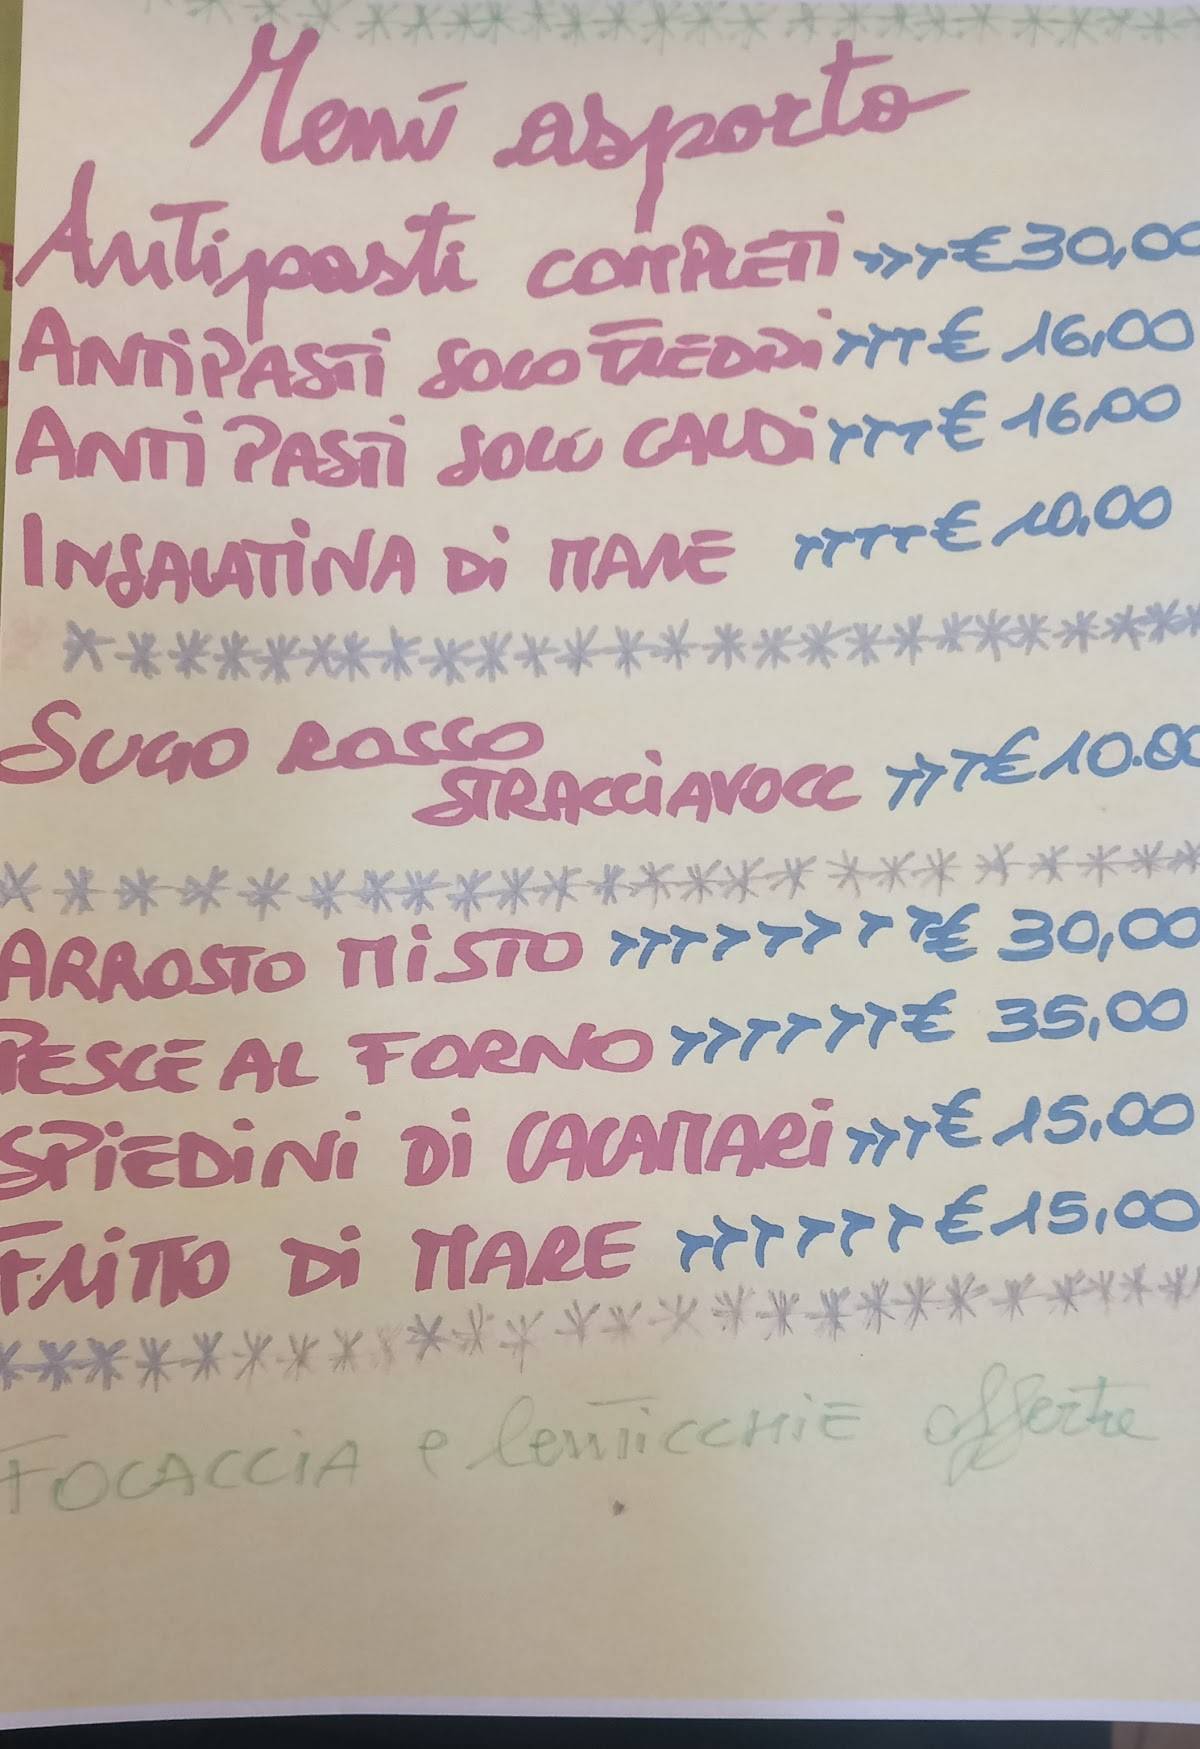 Menù asporto
Antipasti COMPLETI >>> € 30,00
ANTIPASTI SOLO FREDDI >>>> € 16,00
ANTIPASTI SOLO CALDI >>>> € 16,00
INSALATINA DI MARE >>>>> € 10,00
SUGO ROSSO
STRACCIAVOCC >>>> € 10.00
ARROSTO MISTO >>>>>>>>> € 30,00
PESCE AL FORNO >>>>>>>> € 35,00
SPIEDINI DI CALAMARI >>>> € 15,00
FRITTO DI MARE >>>>>>> € 15,00
FOCACCIA e lenTICCHIE offerte